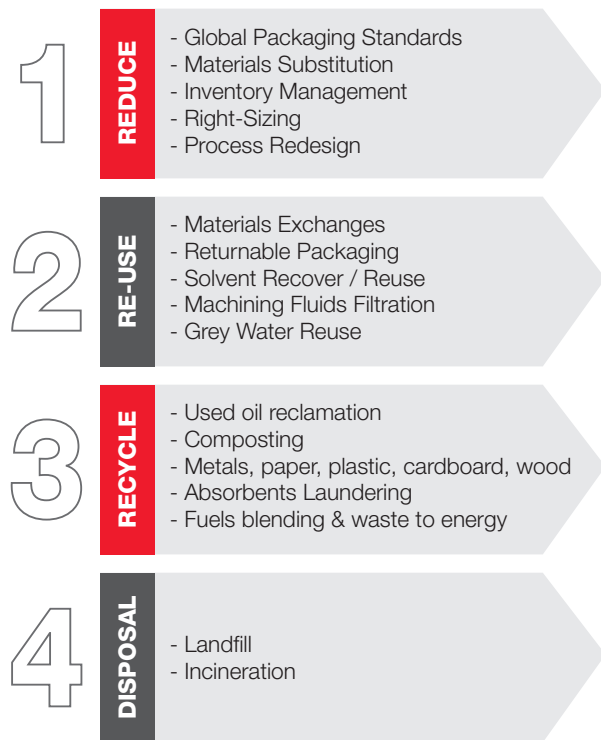 1
REDUCE
- Global Packaging Standards
- Materials Substitution
- Inventory Management
- Right-Sizing
- Process Redesign
2
RE-USE
- Materials Exchanges
- Returnable Packaging
- Solvent Recover / Reuse
- Machining Fluids Filtration
- Grey Water Reuse
3
RECYCLE
- Used oil reclamation
- Composting
- Metals, paper, plastic, cardboard, wood
- Absorbents Laundering
- Fuels blending & waste to energy
4
DISPOSAL
- Landfill
- Incineration